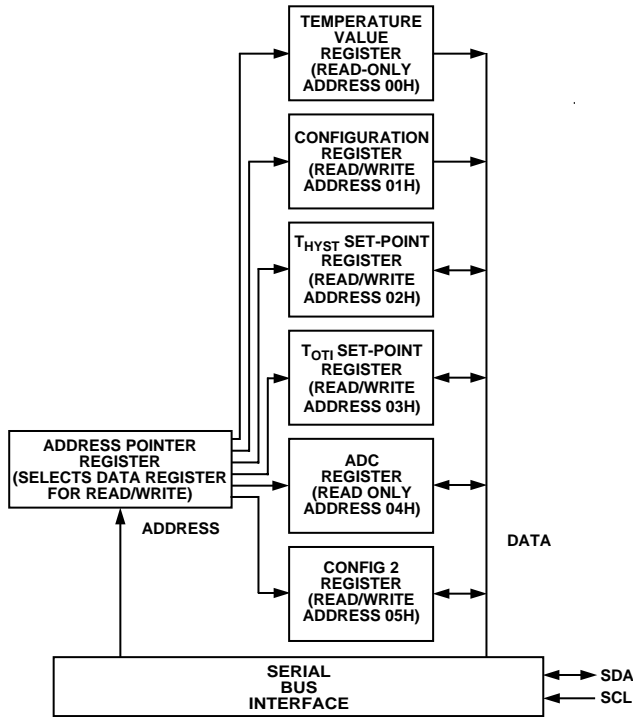 TEMPERATURE
VALUE
REGISTER
(READ-ONLY
ADDRESS 00H)
CONFIGURATION
REGISTER
(READ/WRITE
ADDRESS 01H)
THYST SET-POINT
REGISTER
(READ/WRITE
ADDRESS 02H)
TOTI SET-POINT
REGISTER
(READ/WRITE
ADDRESS 03H)
ADDRESS POINTER
REGISTER
(SELECTS DATA REGISTER
FOR READ/WRITE)
ADC
REGISTER
(READ ONLY
ADDRESS 04H)
ADDRESS
DATA
CONFIG 2
REGISTER
(READ/WRITE
ADDRESS 05H)
SERIAL
BUS
INTERFACE
SDA
SCL